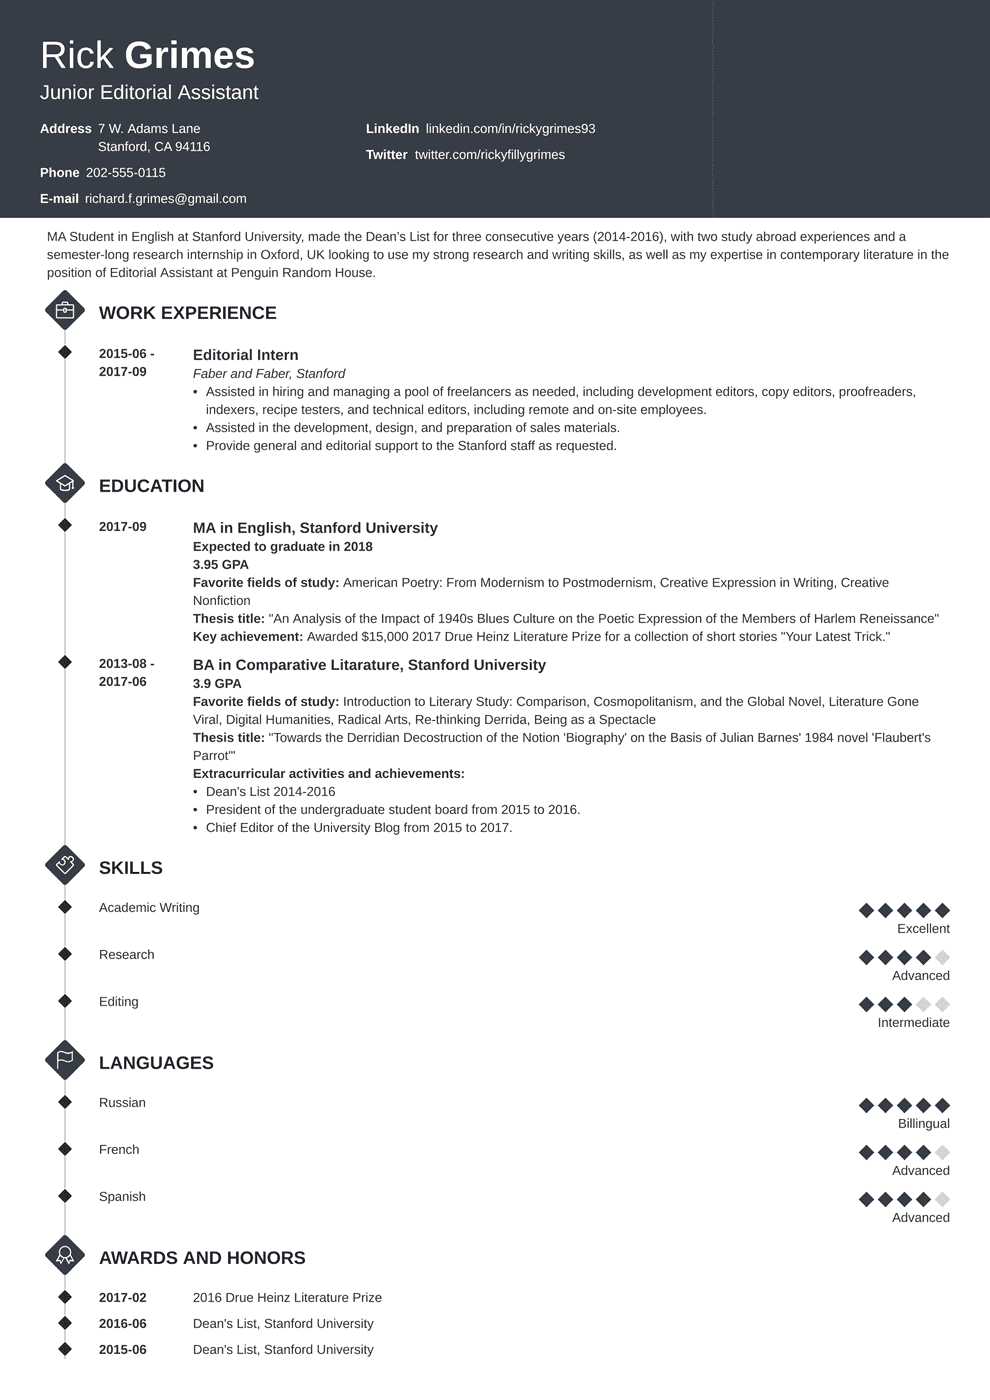 Rick Grimes
Junior Editorial Assistant
Address 7 W. Adams Lane
Stanford, CA 94116
Phone 202-555-0115
E-mail richard.f.grimes@gmail.com
LinkedIn linkedin.com/in/rickygrimes93
Twitter twitter.com/rickyfillygrimes
MA Student in English at Stanford University, made the Dean's List for three consecutive years (2014-2016), with two study abroad experiences and a
semester-long research internship in Oxford, UK looking to use my strong research and writing skills, as well as my expertise in contemporary literature in the
position of Editorial Assistant at Penguin Random House.
WORK EXPERIENCE
2015-06 -
2017-09
Editorial Intern
Faber and Faber, Stanford
• Assisted in hiring and managing a pool of freelancers as needed, including development editors, copy editors, proofreaders,
indexers, recipe testers, and technical editors, including remote and on-site employees.
• Assisted in the development, design, and preparation of sales materials.
• Provide general and editorial support to the Stanford staff as requested.
EDUCATION
2017-09
MA in English, Stanford University
Expected to graduate in 2018
3.95 GPA
Favorite fields of study: American Poetry: From Modernism to Postmodernism, Creative Expression in Writing, Creative
Nonfiction
Thesis title: "An Analysis of the Impact of 1940s Blues Culture on the Poetic Expression of the Members of Harlem Reneissance"
Key achievement: Awarded $15,000 2017 Drue Heinz Literature Prize for a collection of short stories "Your Latest Trick."
2013-08 -
2017-06
BA in Comparative Litarature, Stanford University
3.9 GPA
Favorite fields of study: Introduction to Literary Study: Comparison, Cosmopolitanism, and the Global Novel, Literature Gone
Viral, Digital Humanities, Radical Arts, Re-thinking Derrida, Being as a Spectacle
Thesis title: "Towards the Derridian Decostruction of the Notion 'Biography' on the Basis of Julian Barnes' 1984 novel 'Flaubert's
Parrot'"
Extracurricular activities and achievements:
• Dean's List 2014-2016
• President of the undergraduate student board from 2015 to 2016.
• Chief Editor of the University Blog from 2015 to 2017.
SKILLS
Academic Writing
Excellent
Research
Advanced
Editing
Intermediate
LANGUAGES
Russian
Billingual
French
Advanced
Spanish
Advanced
AWARDS AND HONORS
2017-02 2016 Drue Heinz Literature Prize
2016-06 Dean's List, Stanford University
2015-06 Dean's List, Stanford University